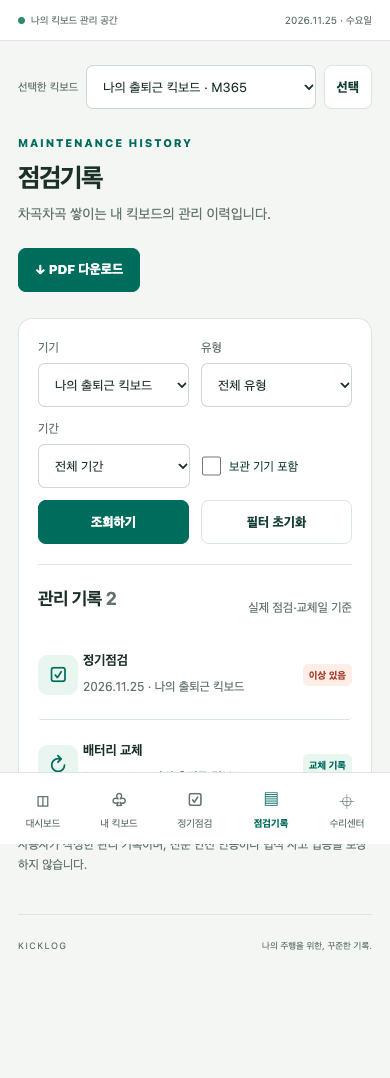 나의 킥보드 관리 공간
2026.11.25 · 수요일
선택한 킥보드
나의 출퇴근 킥보드 · M365
선택
MAINTENANCE HISTORY
점검기록
차곡차곡 쌓이는 내 킥보드의 관리 이력입니다.
↓ PDF 다운로드
기기
유형
나의 출퇴근 킥보드
전체 유형
기간
전체 기간
보관 기기 포함
조회하기
필터 초기화
관리 기록 2
실제 점검·교체일 기준
정기점검
2026.11.25 · 나의 출퇴근 킥보드
이상 있음
배터리 교체
교체 기록
대시보드
내 킥보드
정기점검
점검기록
수리센터
하지 않습니다.
KICKLOG
나의 주행을 위한, 꾸준한 기록.